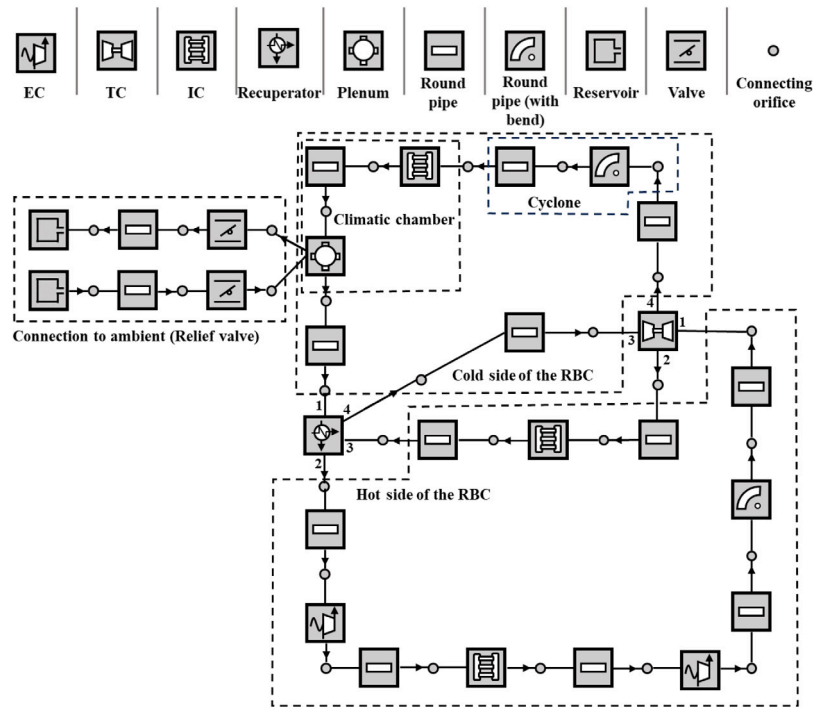 EC
TC
IC
Recuperator
Plenum
Round
pipe
Round
pipe (with
bend)
Reservoir
Valve
Connecting
orifice
Cyclone
Climatic chamber
4
1
3
2
Connection to ambient (Relief valve)
Cold side of the RBC
1
4
3
2
Hot side of the RBC